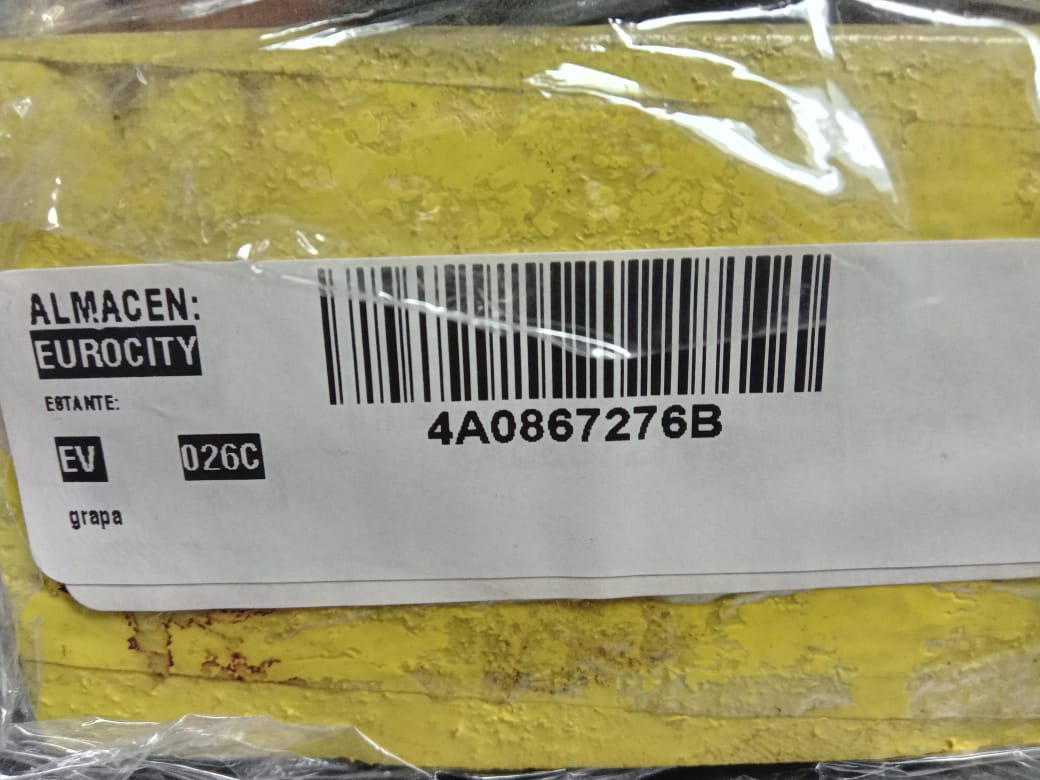 ALMACEN:
EUROCITY
ESTANTE:
EV 026C
grapa
4A0867276B